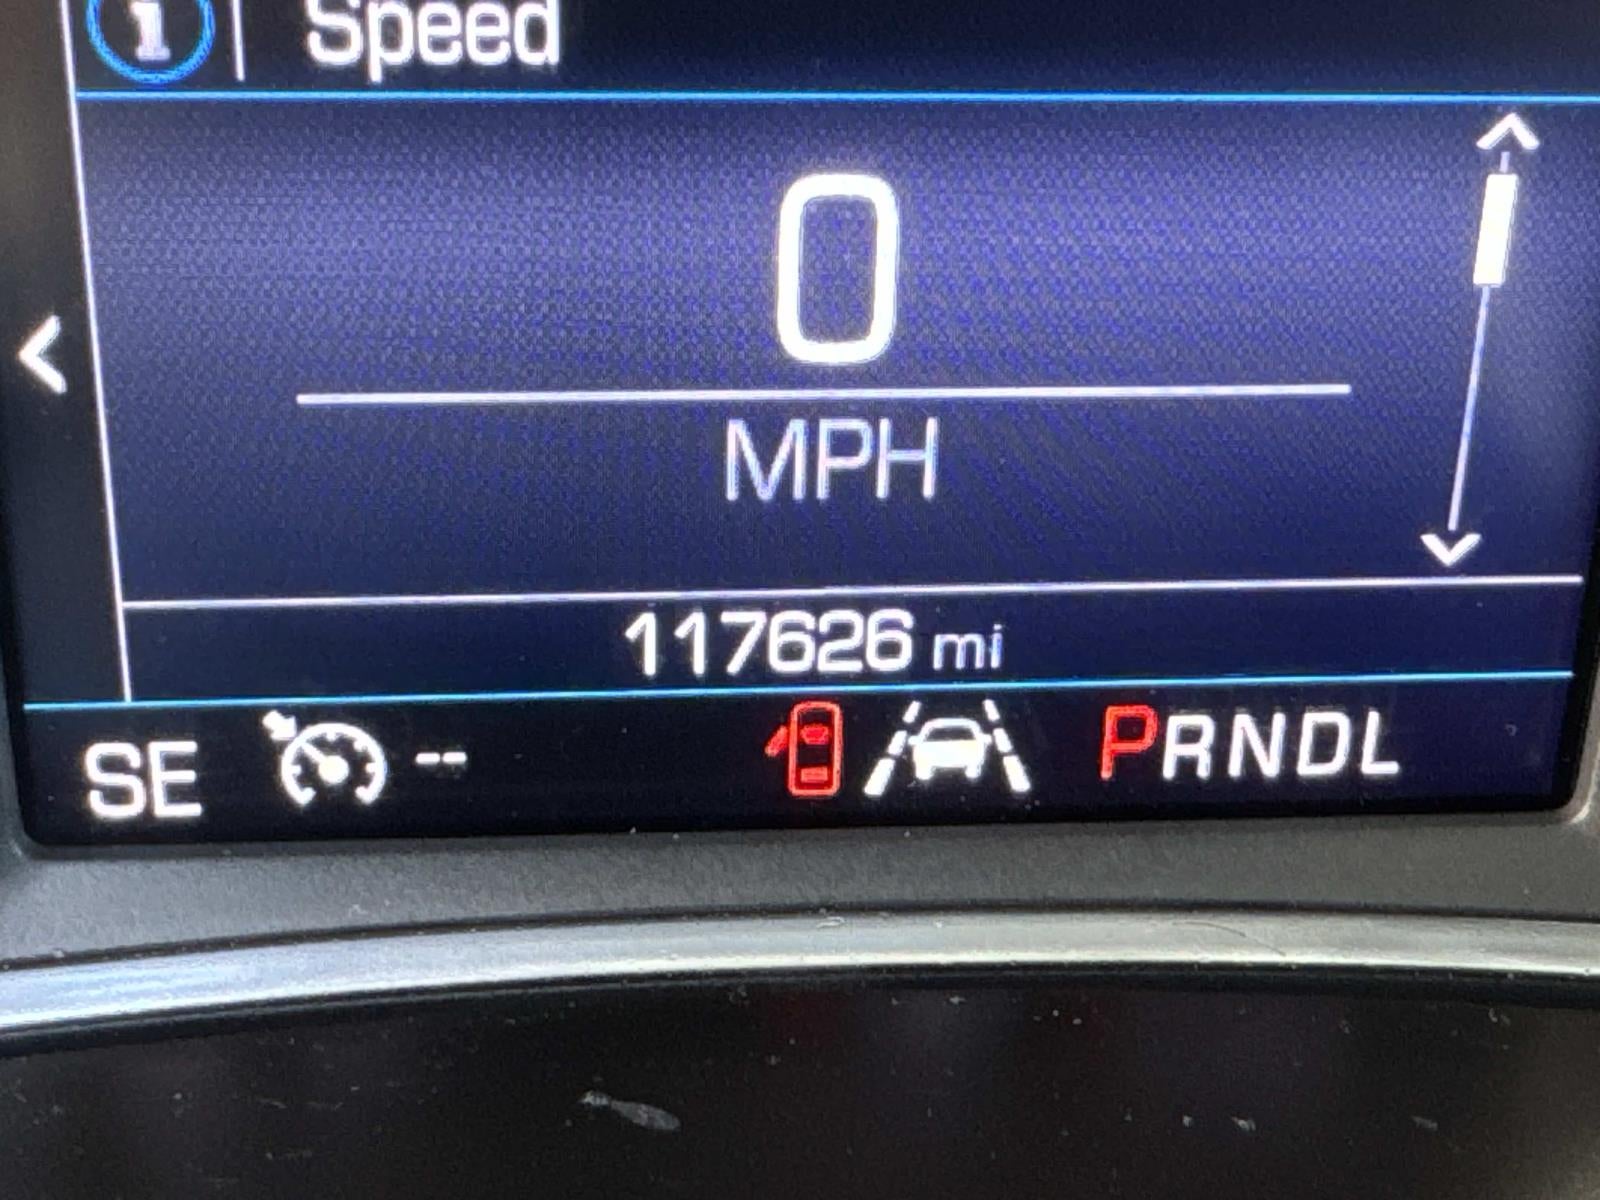 i Speed
0
MPH
117626 mi
SE -- PRNDL